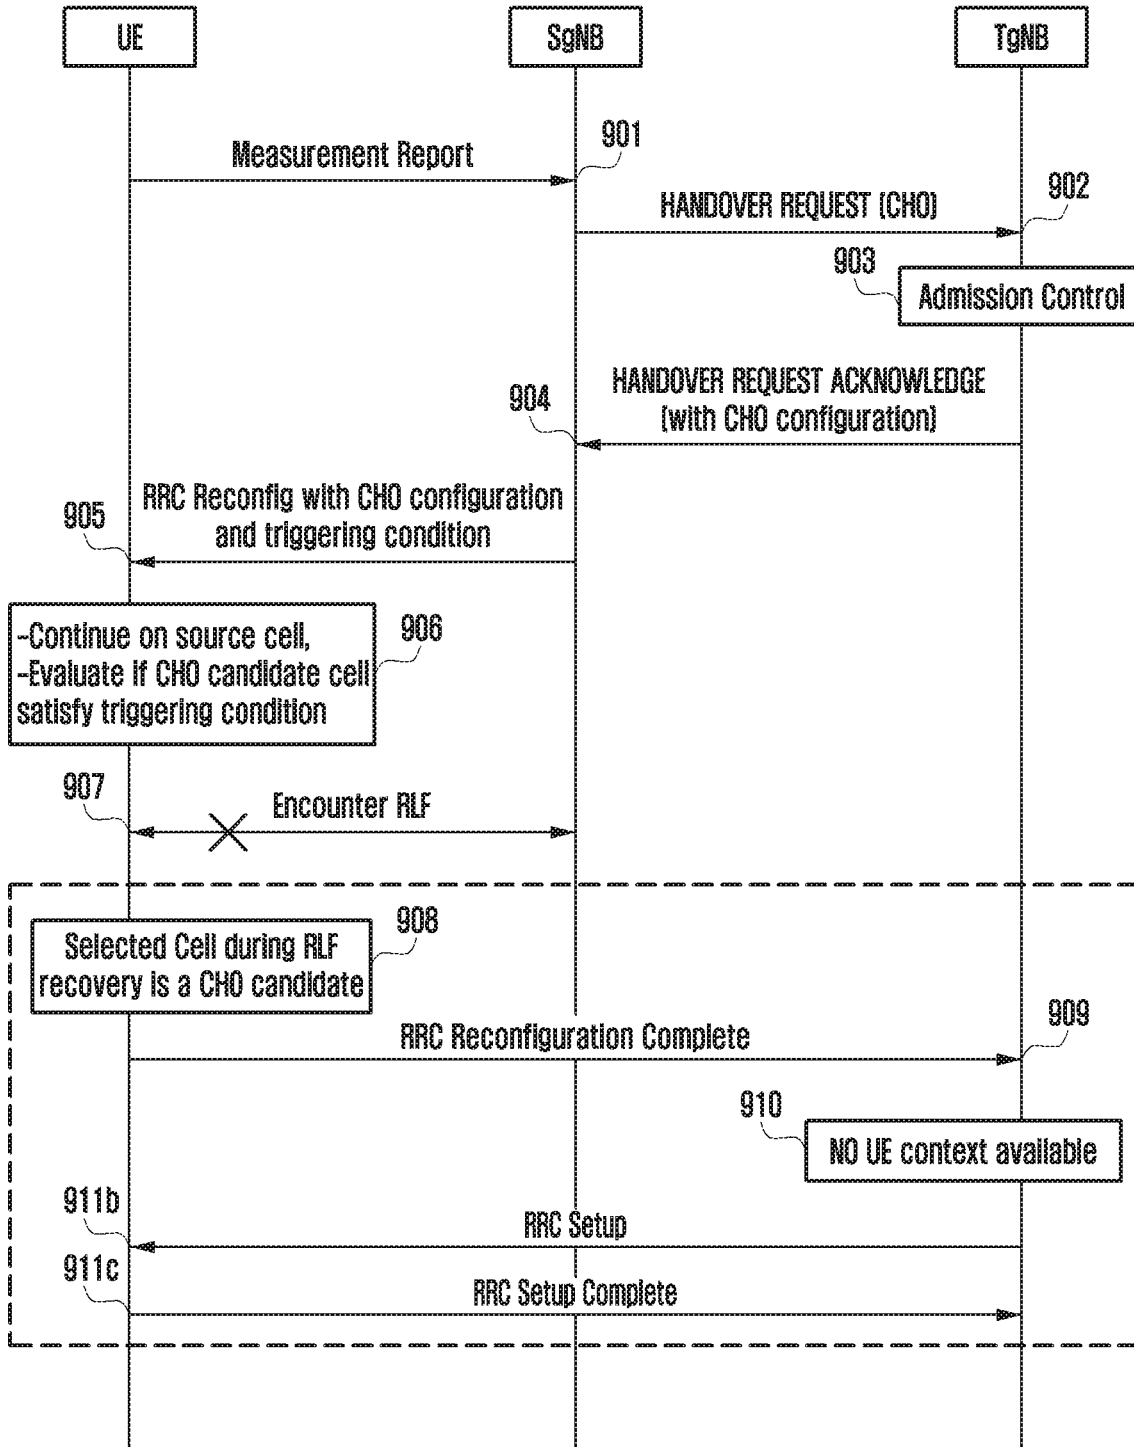 UE
SgNB
TgNB
901
Measurement Report
902
HANDOVER REQUEST (CHO)
903
Admission Control
HANDOVER REQUEST ACKNOWLEDGE
904
(with CHO configuration)
RRC Reconfig with CHO configuration
905
and triggering condition
-Continue on source cell,
906
-Evaluate if CHO candidate cell
satisfy triggering condition
907
Encounter RLF
908
Selected Cell during RLF
recovery is a CHO candidate
909
RRC Reconfiguration Complete
910
NO UE context available
911b
RRC Setup
911c
RRC Setup Complete